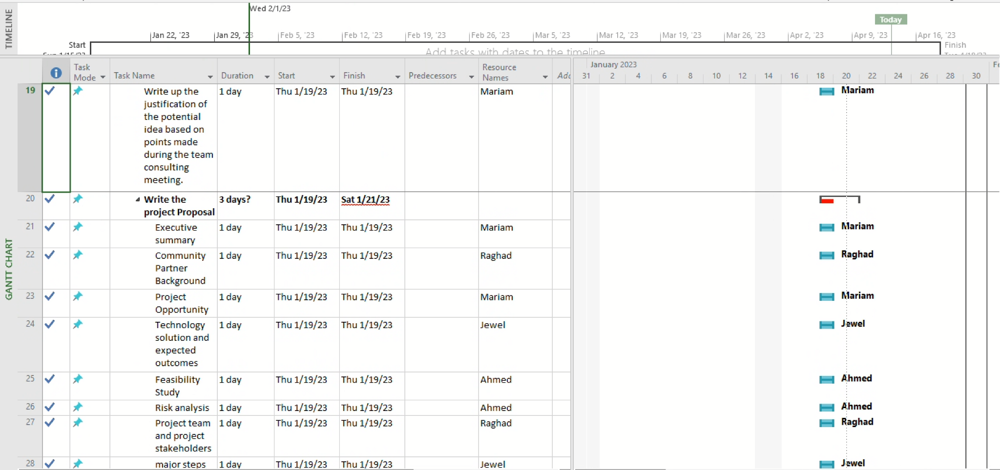 TIMELINE
Wed 2/1/23
Today
Jan 22, '23 Jan 29, '23 Feb 5, '23 Feb 12, '23 Feb 19, '23 Feb 26, '23 Mar 5, '23 Mar 12, '23 Mar 19, '23 Mar 26, '23 Apr 2, '23 Apr 9, '23 Apr 16, '23
Start
Finish
Add tasks with dates to the timeline
GANTT CHART
Task
Mode
Task Name
Duration
Start
Finish
Predecessors
Resource
Names
January 2023
31 2 4 6 8 10 12 14 16 18 20 22 24 26 28 30
19 Write up the 1 day Thu 1/19/23 Thu 1/19/23 Mariam Mariam
justification of
the potential
idea based on
points made
during the team
consulting
meeting.
20 Write the 3 days? Thu 1/19/23 Sat 1/21/23
project Proposal
21 Executive 1 day Thu 1/19/23 Thu 1/19/23 Mariam Mariam
summary
22 Community 1 day Thu 1/19/23 Thu 1/19/23 Raghad Raghad
Partner
Background
23 Project 1 day Thu 1/19/23 Thu 1/19/23 Mariam Mariam
Opportunity
24 Technology 1 day Thu 1/19/23 Thu 1/19/23 Jewel Jewel
solution and
expected
outcomes
25 Feasibility 1 day Thu 1/19/23 Thu 1/19/23 Ahmed Ahmed
Study
26 Risk analysis 1 day Thu 1/19/23 Thu 1/19/23 Ahmed Ahmed
27 Project team 1 day Thu 1/19/23 Thu 1/19/23 Raghad Raghad
and project
stakeholders
28 major steps 1 day Thu 1/19/23 Thu 1/19/23 Jewel Jewel